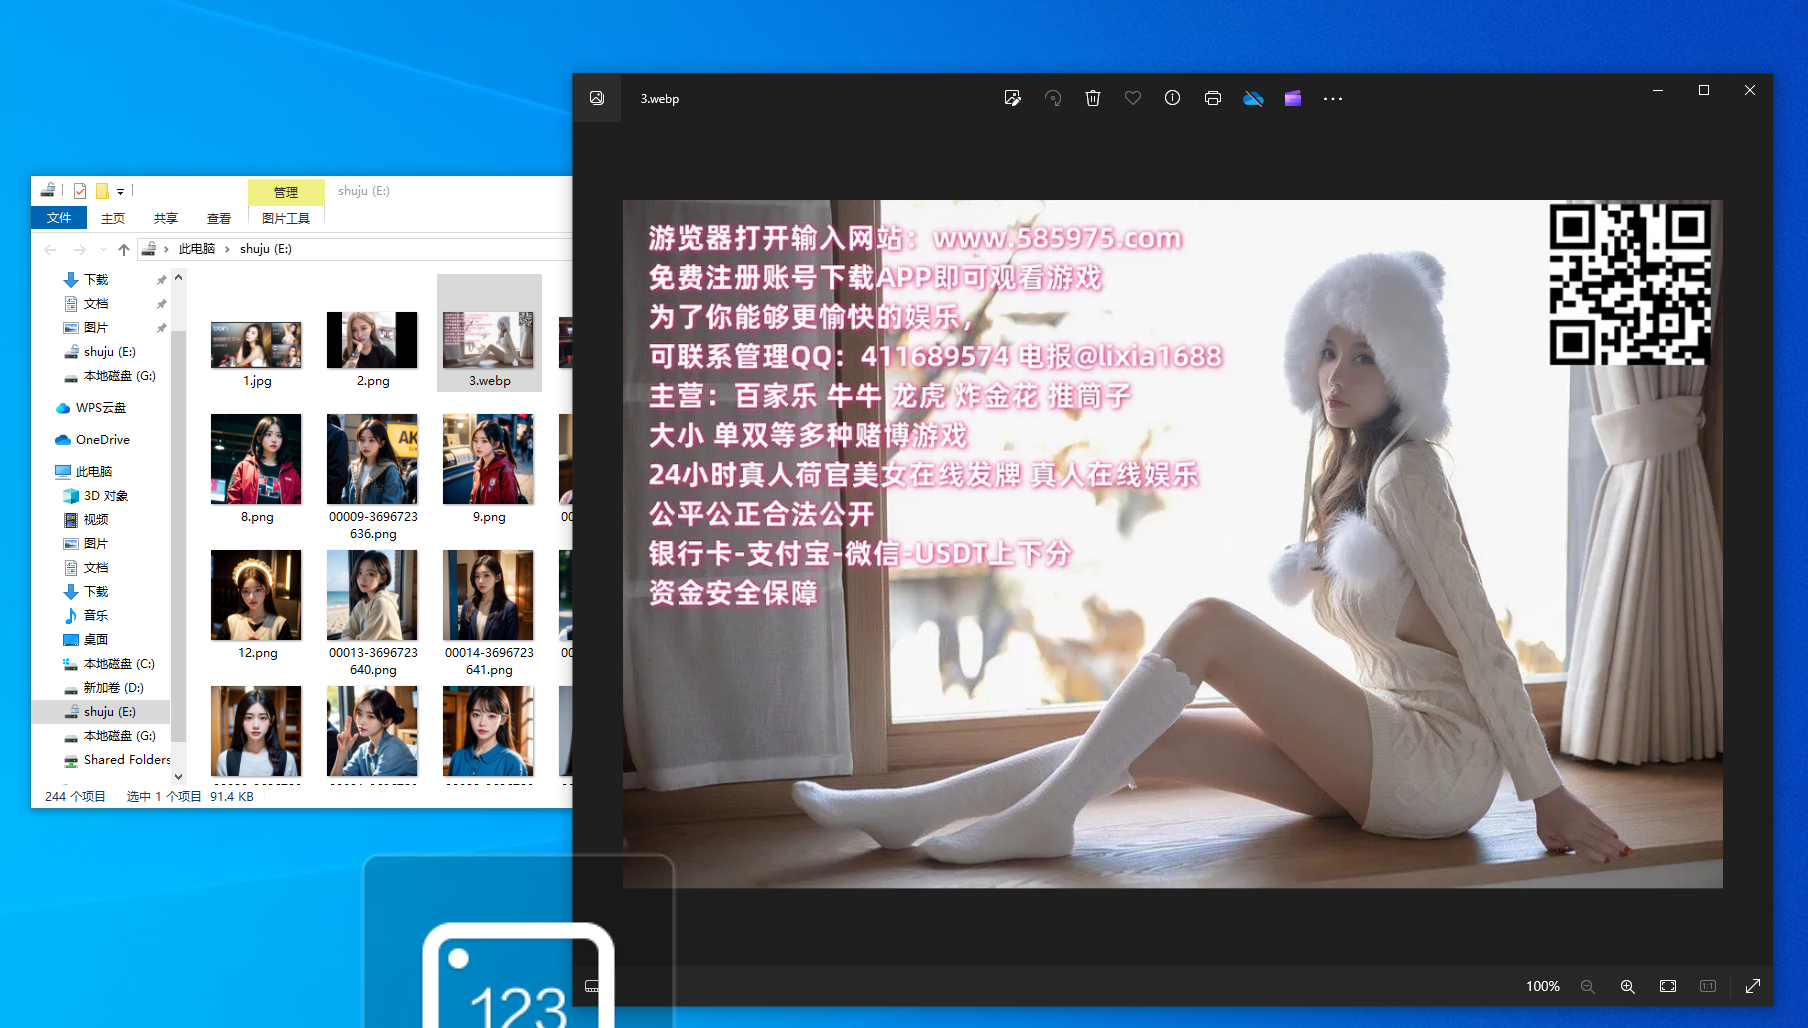 3.webp
管理
shuju (E:)
文件
主页
共享
查看
图片工具
此电脑
shuju (E:)
下载
文档
图片
shuju (E:)
本地磁盘 (G:)
WPS云盘
OneDrive
此电脑
3D 对象
视频
图片
文档
下载
音乐
桌面
本地磁盘 (C:)
新加卷 (D:)
shuju (E:)
本地磁盘 (G:)
Shared Folders
1.jpg
2.png
3.webp
AK
8.png
00009-3696723
636.png
9.png
12.png
00013-3696723
640.png
00014-3696723
641.png
244 个项目
选中 1 个项目
91.4 KB
游览器打开输入网站：www.585975.com
免费注册账号下载APP即可观看游戏
为了你能够更愉快的娱乐，
可联系管理QQ：411689574 电报@lixia1688
主营：百家乐 牛牛 龙虎 炸金花 推筒子
大小 单双等多种赌博游戏
24小时真人荷官美女在线发牌 真人在线娱乐
公平公正合法公开
银行卡-支付宝-微信-USDT上下分
资金安全保障
123
100%
1:1